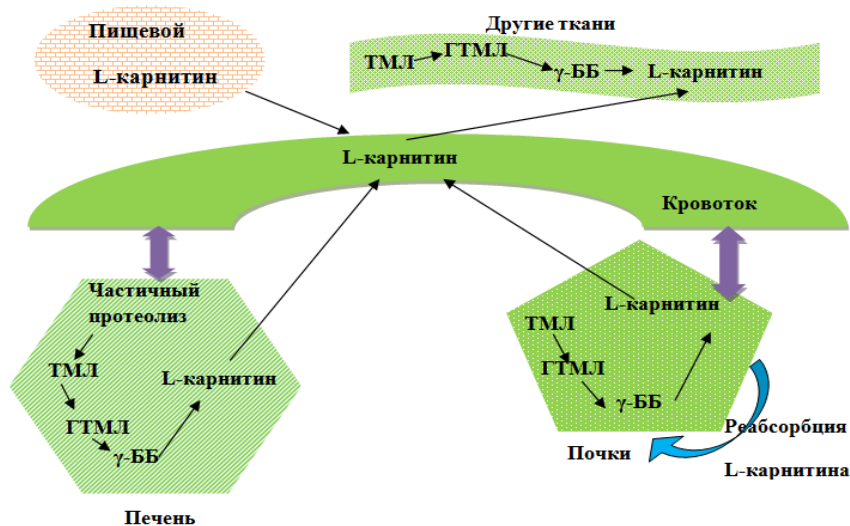 Пищевой
L-карнитин
Другие ткани
ТМЛ
ГТМЛ
γ-ББ
L-карнитин
L-карнитин
Кровоток
Частичный
протеолиз
ТМЛ
ГТМЛ
γ-ББ
L-карнитин
Печень
L-карнитин
ТМЛ
ГТМЛ
γ-ББ
Почки
Реабсорбция
L-карнитина